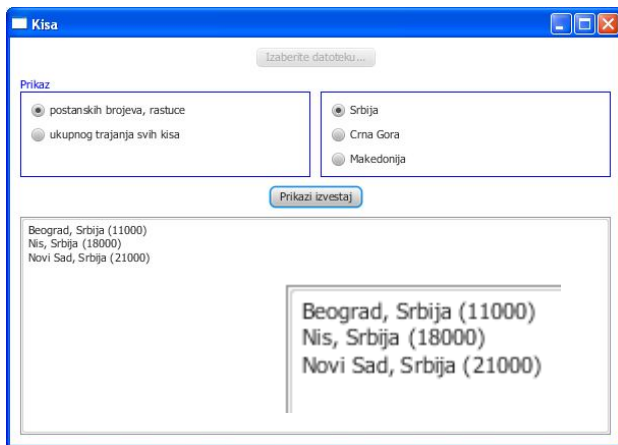 Kisa
Izaberite datoteku...
Prikaz
postanskih brojeva, rastuce
ukupnog trajanja svih kisa
Srbija
Crna Gora
Makedonija
Prikazi izvestaj
Beograd, Srbija (11000)
Nis, Srbija (18000)
Novi Sad, Srbija (21000)
Beograd, Srbija (11000)
Nis, Srbija (18000)
Novi Sad, Srbija (21000)